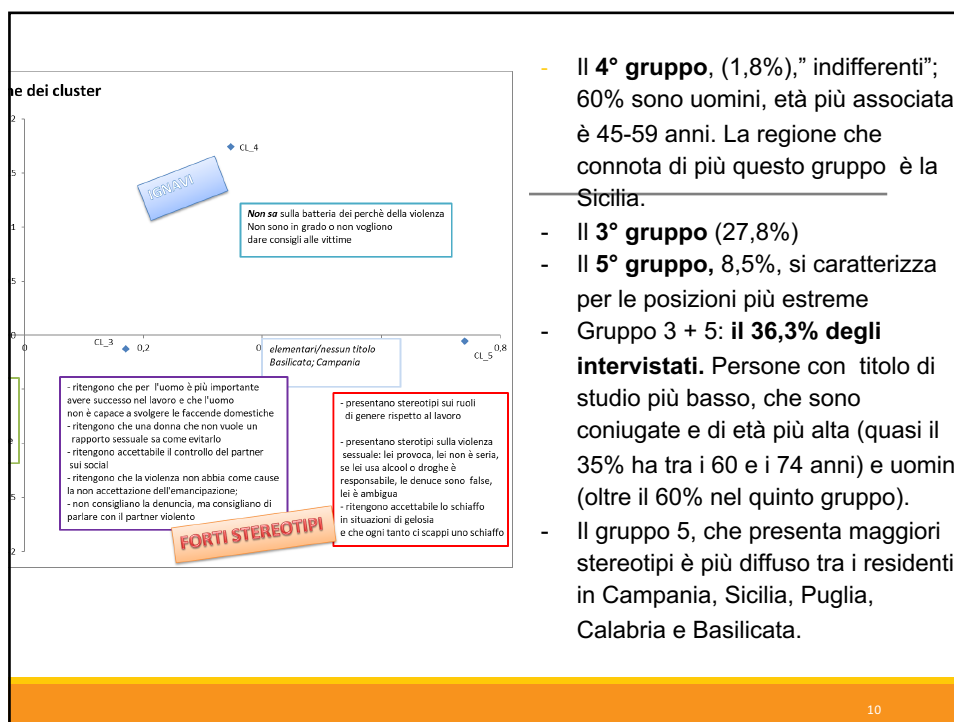 ne dei cluster
2
CL_4
5
IGNAVI
Non sa sulla batteria dei perchè della violenza
Non sono in grado o non vogliono
dare consigli alle vittime
1
5
0
0
CL_3
0,2
0
elementari/nessun titolo
Basilicata; Campania
CL_5
0,8
e
- ritengono che per l'uomo è più importante
avere successo nel lavoro e che l'uomo
non è capace a svolgere le faccende domestiche
- ritengono che una donna che non vuole un
rapporto sessuale sa come evitarlo
- ritengono accettabile il controllo del partner
sui social
- ritengono che la violenza non abbia come cause
la non accettazione dell'emancipazione;
- non consigliano la denuncia, ma consigliano di
parlare con il partner violento
- presentano stereotipi sui ruoli
di genere rispetto al lavoro
- presentano sterotipi sulla violenza
sessuale: lei provoca, lei non è seria,
se lei usa alcool o droghe è
responsabile, le denuce sono false,
lei è ambigua
- ritengono accettabile lo schiaffo
in situazioni di gelosia
e che ogni tanto ci scappi uno schiaffo
5
2
FORTI STEREOTIPI
- Il 4° gruppo, (1,8%)," indifferenti";
60% sono uomini, età più associata
è 45-59 anni. La regione che
connota di più questo gruppo è la
Sicilia.
- Il 3° gruppo (27,8%)
- Il 5° gruppo, 8,5%, si caratterizza
per le posizioni più estreme
- Gruppo 3 + 5: il 36,3% degli
intervistati. Persone con titolo di
studio più basso, che sono
coniugate e di età più alta (quasi il
35% ha tra i 60 e i 74 anni) e uomin
(oltre il 60% nel quinto gruppo).
- Il gruppo 5, che presenta maggiori
stereotipi è più diffuso tra i residenti
in Campania, Sicilia, Puglia,
Calabria e Basilicata.
10